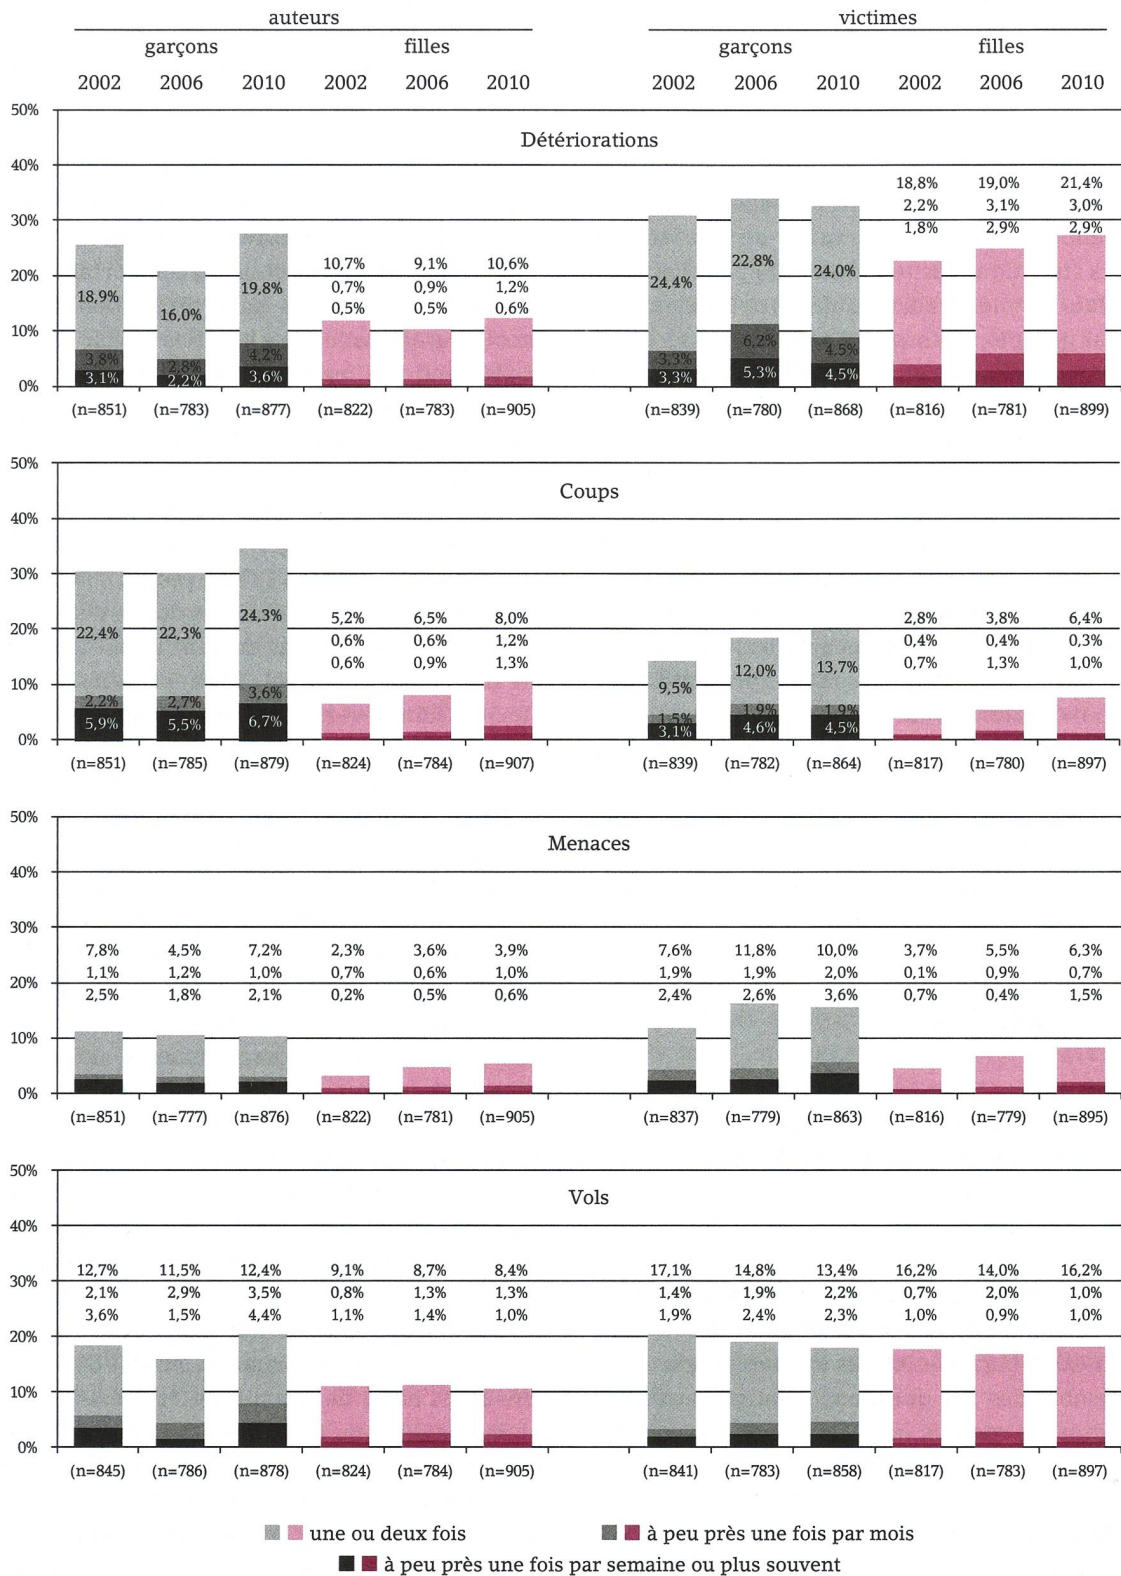 auteurs victimes
garçons filles garçons filles
2002 2006 2010 2002 2006 2010 2002 2006 2010 2002 2006 2010
50%
Détériorations
40%
18,8% 19,0% 21,4%
30% 2,2% 3,1% 3,0%
1,8% 2,9% 2,9%
10,7% 9,1% 10,6% 22,8%
20% 18,9% 19,8% 0,7% 0,9% 1,2% 24,4% 24,0%
16,0% 0,5% 0,5% 0,6%
10% 6,2%
3,8% 2,8% 4,2% 3,3% 4,5%
3,1% 2,2% 3,6% 3,3% 5,3% 4,5%
0%
(n=851) (n=783) (n=877) (n=822) (n=783) (n=905) (n=839) (n=780) (n=868) (n=816) (n=781) (n=899)
50%
Coups
40%
30%
20% 22,4% 22,3% 24,3% 5,2% 6,5% 8,0% 2,8% 3,8% 6,4%
0,6% 0,6% 1,2% 0,4% 0,4% 0,3%
0,6% 0,9% 1,3% 9,5% 12,0% 13,7% 0,7% 1,3% 1,0%
10%
2,2% 2,7% 3,6% 1,5% 1,9% 1,9%
5,9% 5,5% 6,7% 3,1% 4,6% 4,5%
0%
(n=851) (n=785) (n=879) (n=824) (n=784) (n=907) (n=839) (n=782) (n=864) (n=817) (n=780) (n=897)
50%
Menaces
40%
30%
7,8% 4,5% 7,2% 2,3% 3,6% 3,9% 7,6% 11,8% 10,0% 3,7% 5,5% 6,3%
1,1% 1,2% 1,0% 0,7% 0,6% 1,0% 1,9% 1,9% 2,0% 0,1% 0,9% 0,7%
20% 2,5% 1,8% 2,1% 0,2% 0,5% 0,6% 2,4% 2,6% 3,6% 0,7% 0,4% 1,5%
10%
0%
(n=851) (n=777) (n=876) (n=822) (n=781) (n=905) (n=837) (n=779) (n=863) (n=816) (n=779) (n=895)
50%
Vols
40%
30% 12,7% 11,5% 12,4% 9,1% 8,7% 8,4% 17,1% 14,8% 13,4% 16,2% 14,0% 16,2%
2,1% 2,9% 3,5% 0,8% 1,3% 1,3% 1,4% 1,9% 2,2% 0,7% 2,0% 1,0%
3,6% 1,5% 4,4% 1,1% 1,4% 1,0% 1,9% 2,4% 2,3% 1,0% 0,9% 1,0%
20%
10%
0%
(n=845) (n=786) (n=878) (n=824) (n=784) (n=905) (n=841) (n=783) (n=858) (n=817) (n=783) (n=897)
une ou deux fois à peu près une fois par mois
à peu près une fois par semaine ou plus souvent